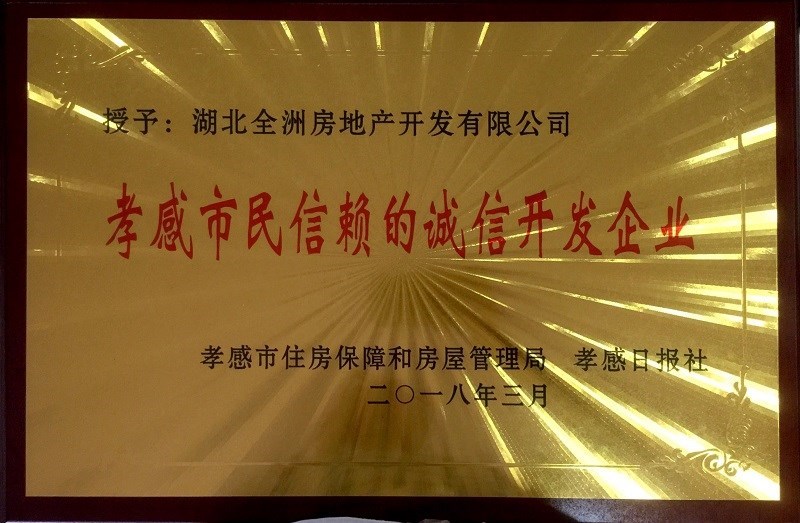 授予：湖北全洲房地产开发有限公司
孝感市民信赖的诚信开发企业
孝感市住房保障和房屋管理局 孝感日报社
二〇一八年三月